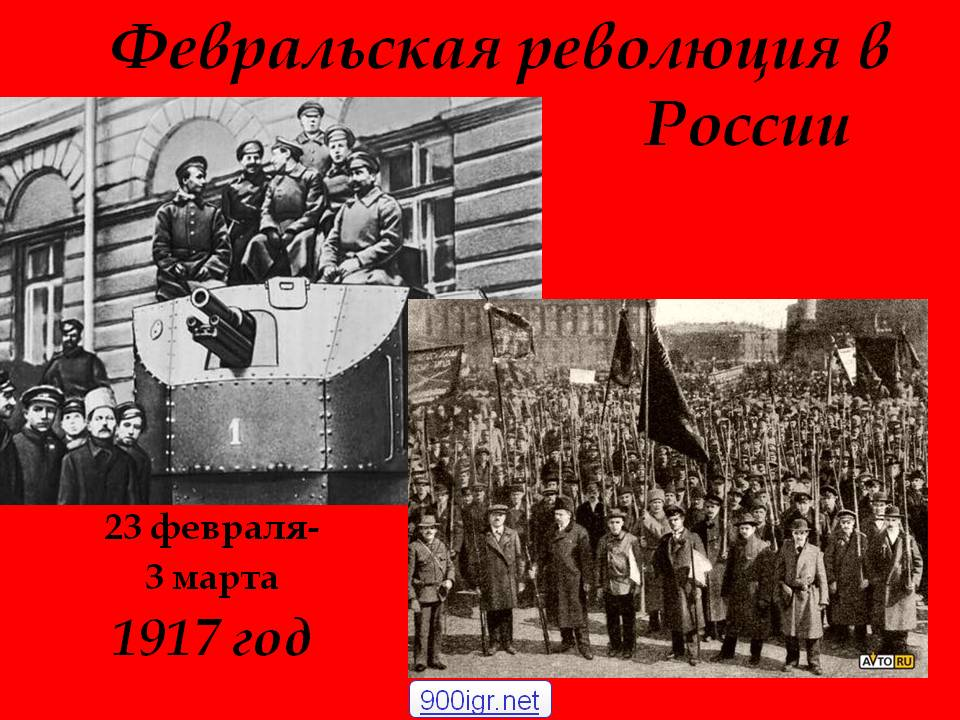 Февральская революция в
России
1
23 февраля-
3 марта
1917 год
AVTO RU
900igr.net